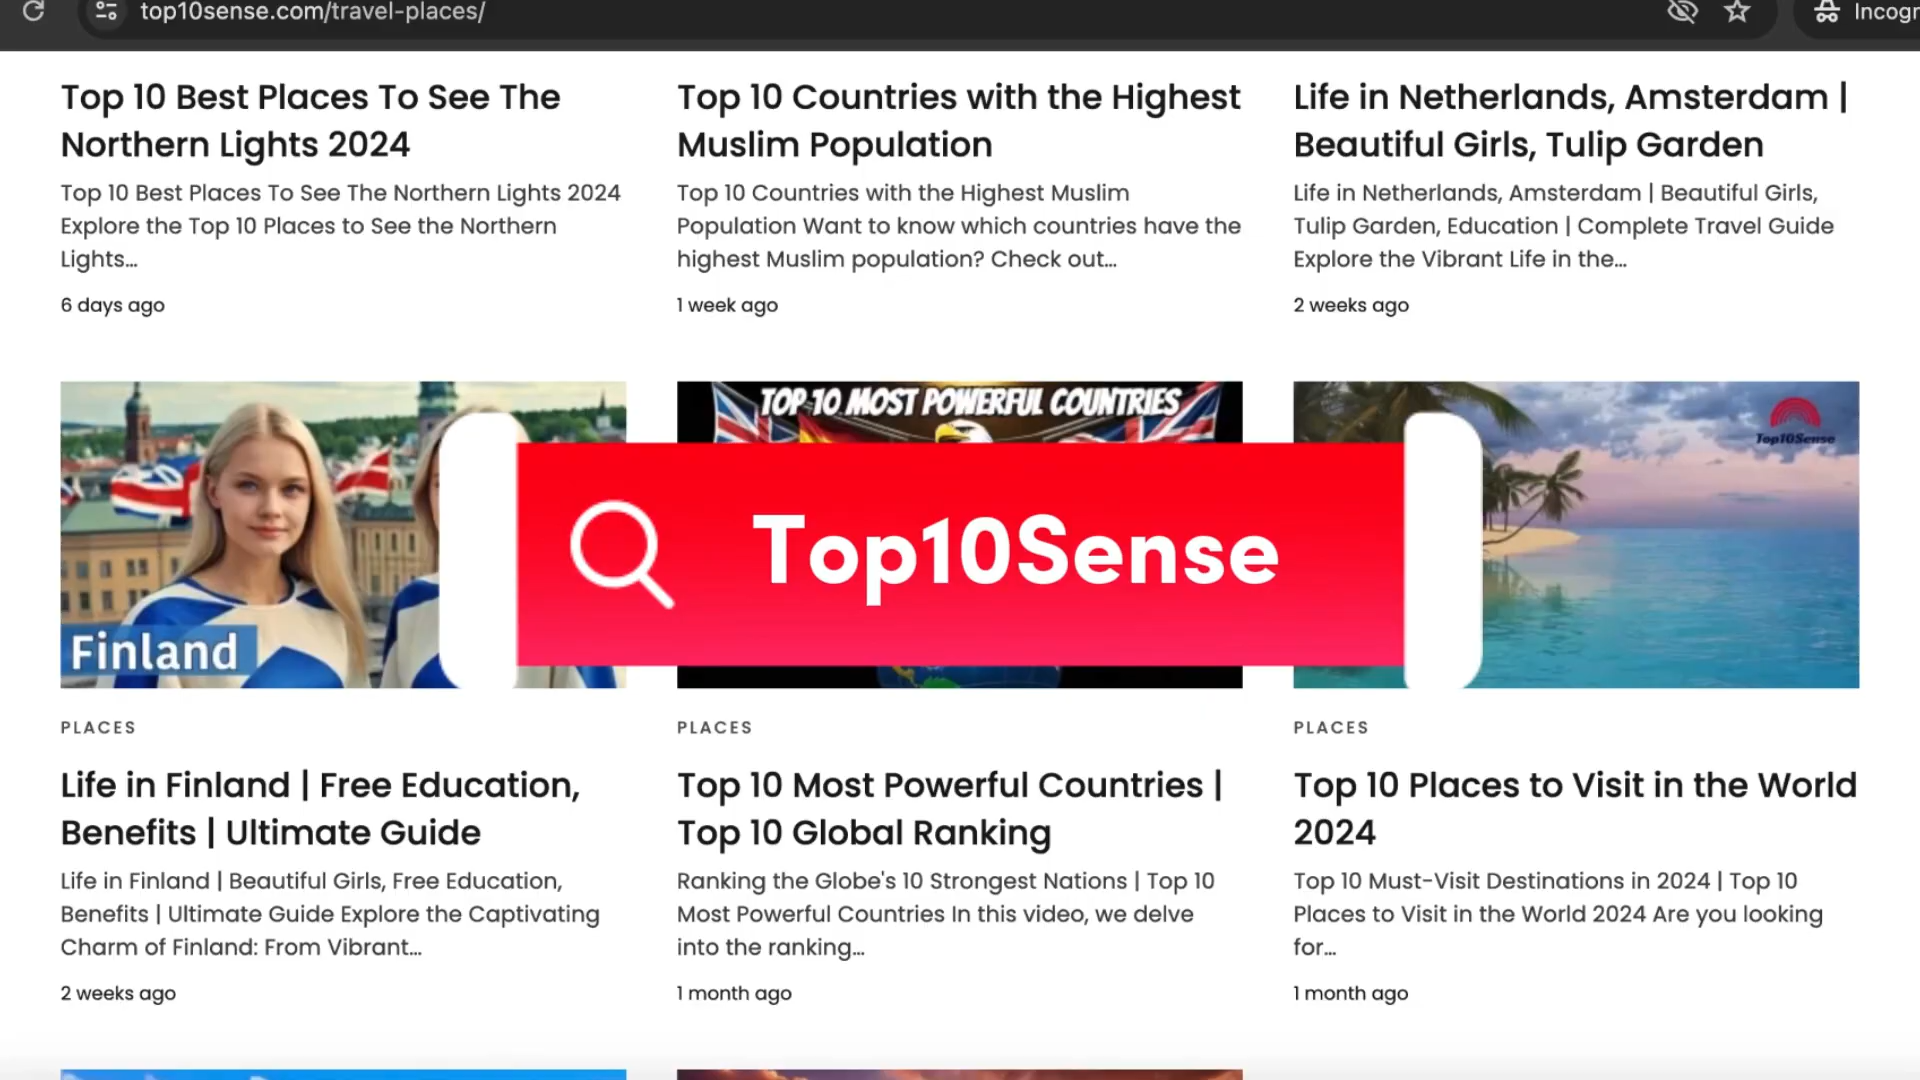 top10sense.com/travel-places/
Incogn
Top 10 Best Places To See The
Northern Lights 2024
Top 10 Best Places To See The Northern Lights 2024
Explore the Top 10 Places to See the Northern
Lights...
6 days ago
Top 10 Countries with the Highest
Muslim Population
Top 10 Countries with the Highest Muslim
Population Want to know which countries have the
highest Muslim population? Check out...
1 week ago
Life in Netherlands, Amsterdam |
Beautiful Girls, Tulip Garden
Life in Netherlands, Amsterdam | Beautiful Girls,
Tulip Garden, Education | Complete Travel Guide
Explore the Vibrant Life in the...
2 weeks ago
Finland
TOP 10 MOST POWERFUL COUNTRIES
Top10Sense
Top10Sense
PLACES
Life in Finland | Free Education,
Benefits | Ultimate Guide
Life in Finland | Beautiful Girls, Free Education,
Benefits | Ultimate Guide Explore the Captivating
Charm of Finland: From Vibrant...
2 weeks ago
PLACES
Top 10 Most Powerful Countries |
Top 10 Global Ranking
Ranking the Globe's 10 Strongest Nations | Top 10
Most Powerful Countries In this video, we delve
into the ranking...
1 month ago
PLACES
Top 10 Places to Visit in the World
2024
Top 10 Must-Visit Destinations in 2024 | Top 10
Places to Visit in the World 2024 Are you looking
for...
1 month ago